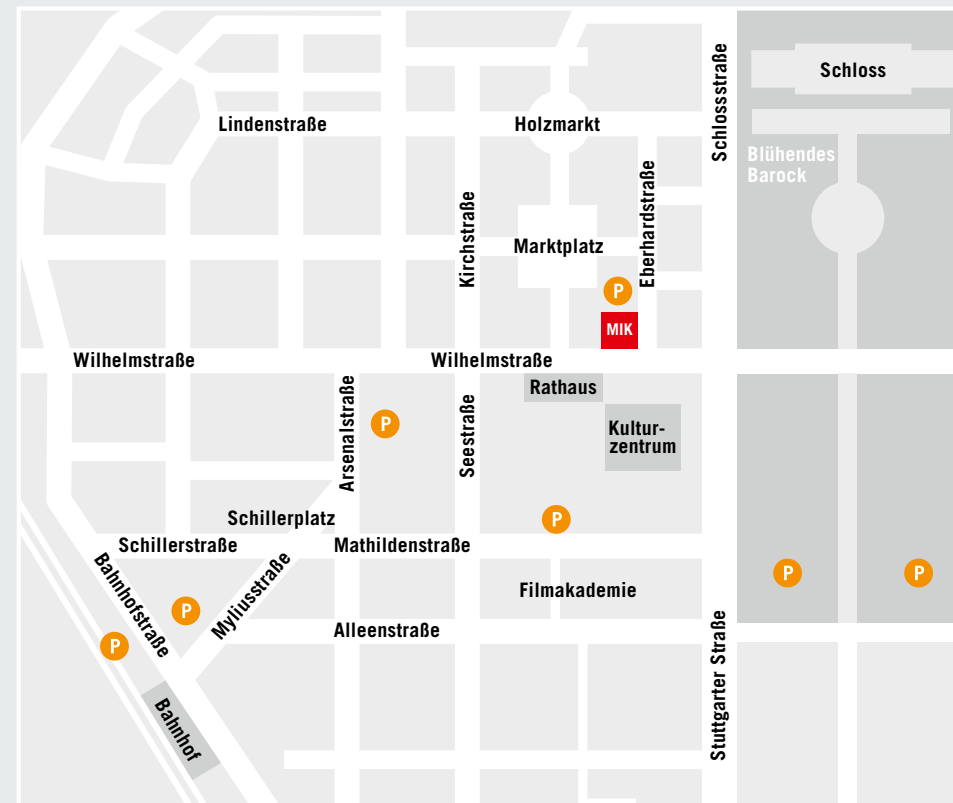 Schloss
Schlossstraße
Lindenstraße
Holzmarkt
Blühendes
Barock
Kirchstraße
Eberhardstraße
Marktplatz
P
MIK
Wilhelmstraße
Wilhelmstraße
Rathaus
Arsenalstraße
P
Seestraße
Kultur-
zentrum
Schillerplatz
P
Schillerstraße
Mathildenstraße
Bahnhofstraße
Myliusstraße
P
P
Filmakademie
P
P
Alleenstraße
Stuttgarter Straße
Bahnhof